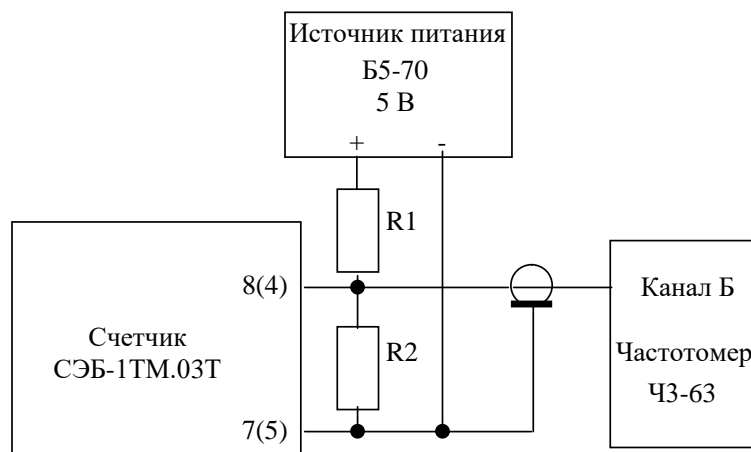 Источник питания
Б5-70
5 В
+ -
R1
8(4)
Канал Б
Счетчик
СЭБ-1ТМ.03Т
R2
Частотомер
Ч3-63
7(5)